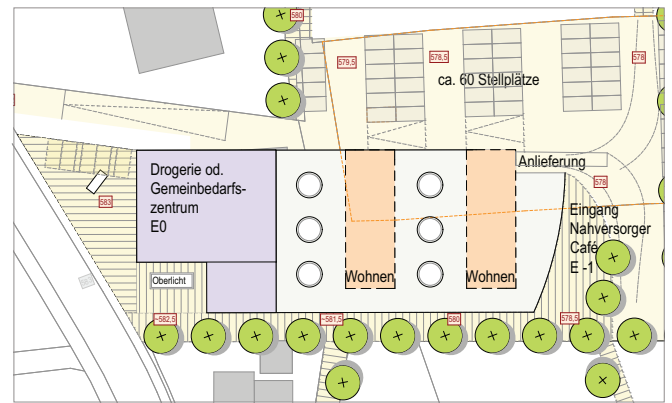 580
579,5
578,5
578
ca. 60 Stellplätze
Drogerie od.
Gemeinbedarfs-
zentrum
E0
Anlieferung
578
583
Eingang
Nahversorger
Café
E -1
Wohnen
Wohnen
Oberlicht
~582,5
~581,5
580
578,5